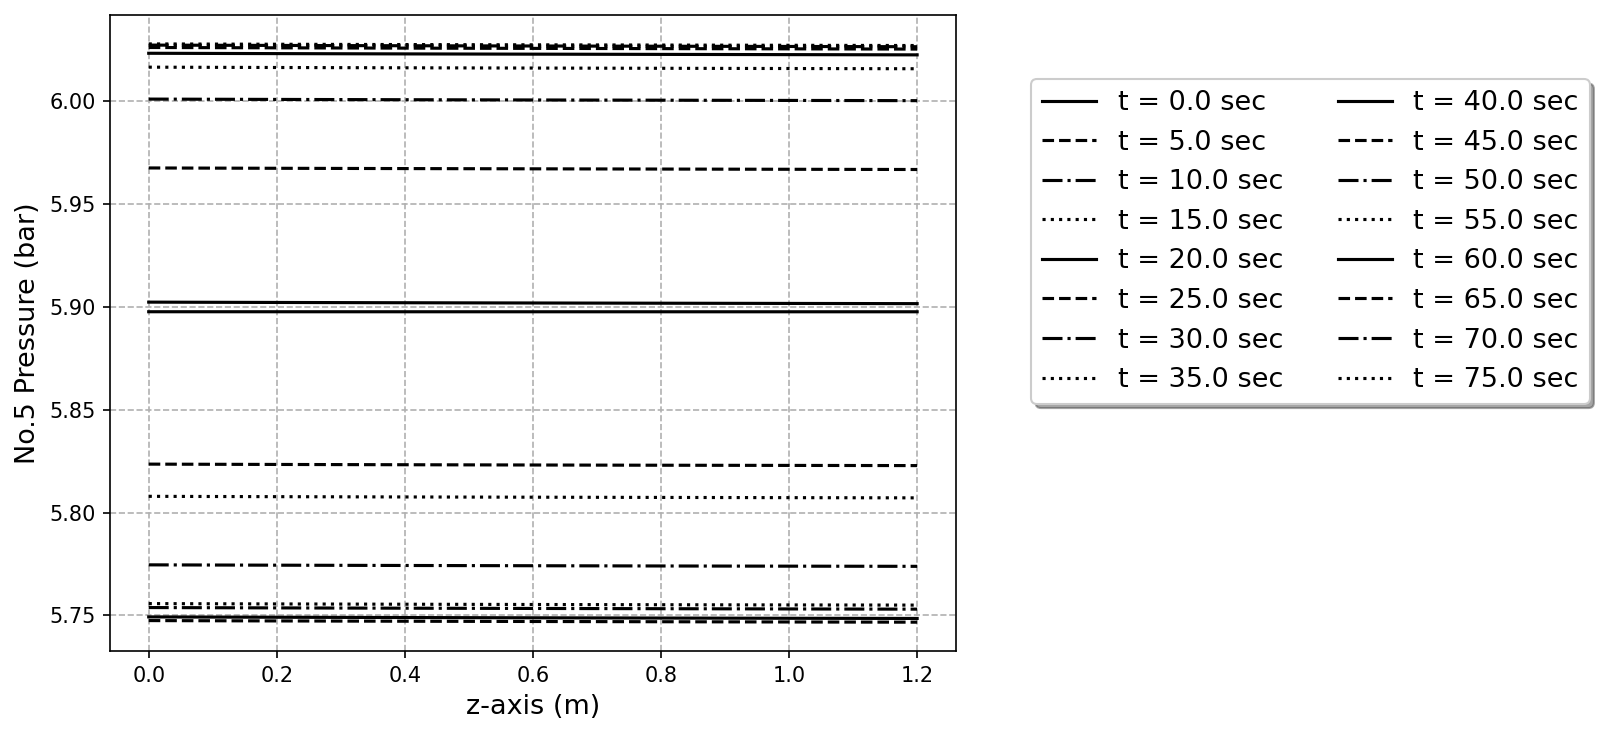 No.5 Pressure (bar)
6.00
5.95
5.90
5.85
5.80
5.75
0.0 0.2 0.4 0.6 0.8 1.0 1.2
z-axis (m)
t = 0.0 sec
t = 5.0 sec
t = 10.0 sec
t = 15.0 sec
t = 20.0 sec
t = 25.0 sec
t = 30.0 sec
t = 35.0 sec
t = 40.0 sec
t = 45.0 sec
t = 50.0 sec
t = 55.0 sec
t = 60.0 sec
t = 65.0 sec
t = 70.0 sec
t = 75.0 sec